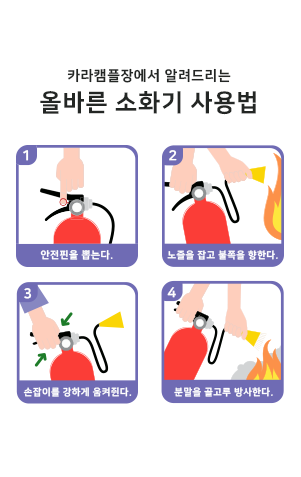 카라캠플장에서 알려드리는
올바른 소화기 사용법
1
안전핀을 뽑는다.
2
노즐을 잡고 불쪽을 향한다.
3
손잡이를 강하게 움켜쥔다.
4
분말을 골고루 방사한다.